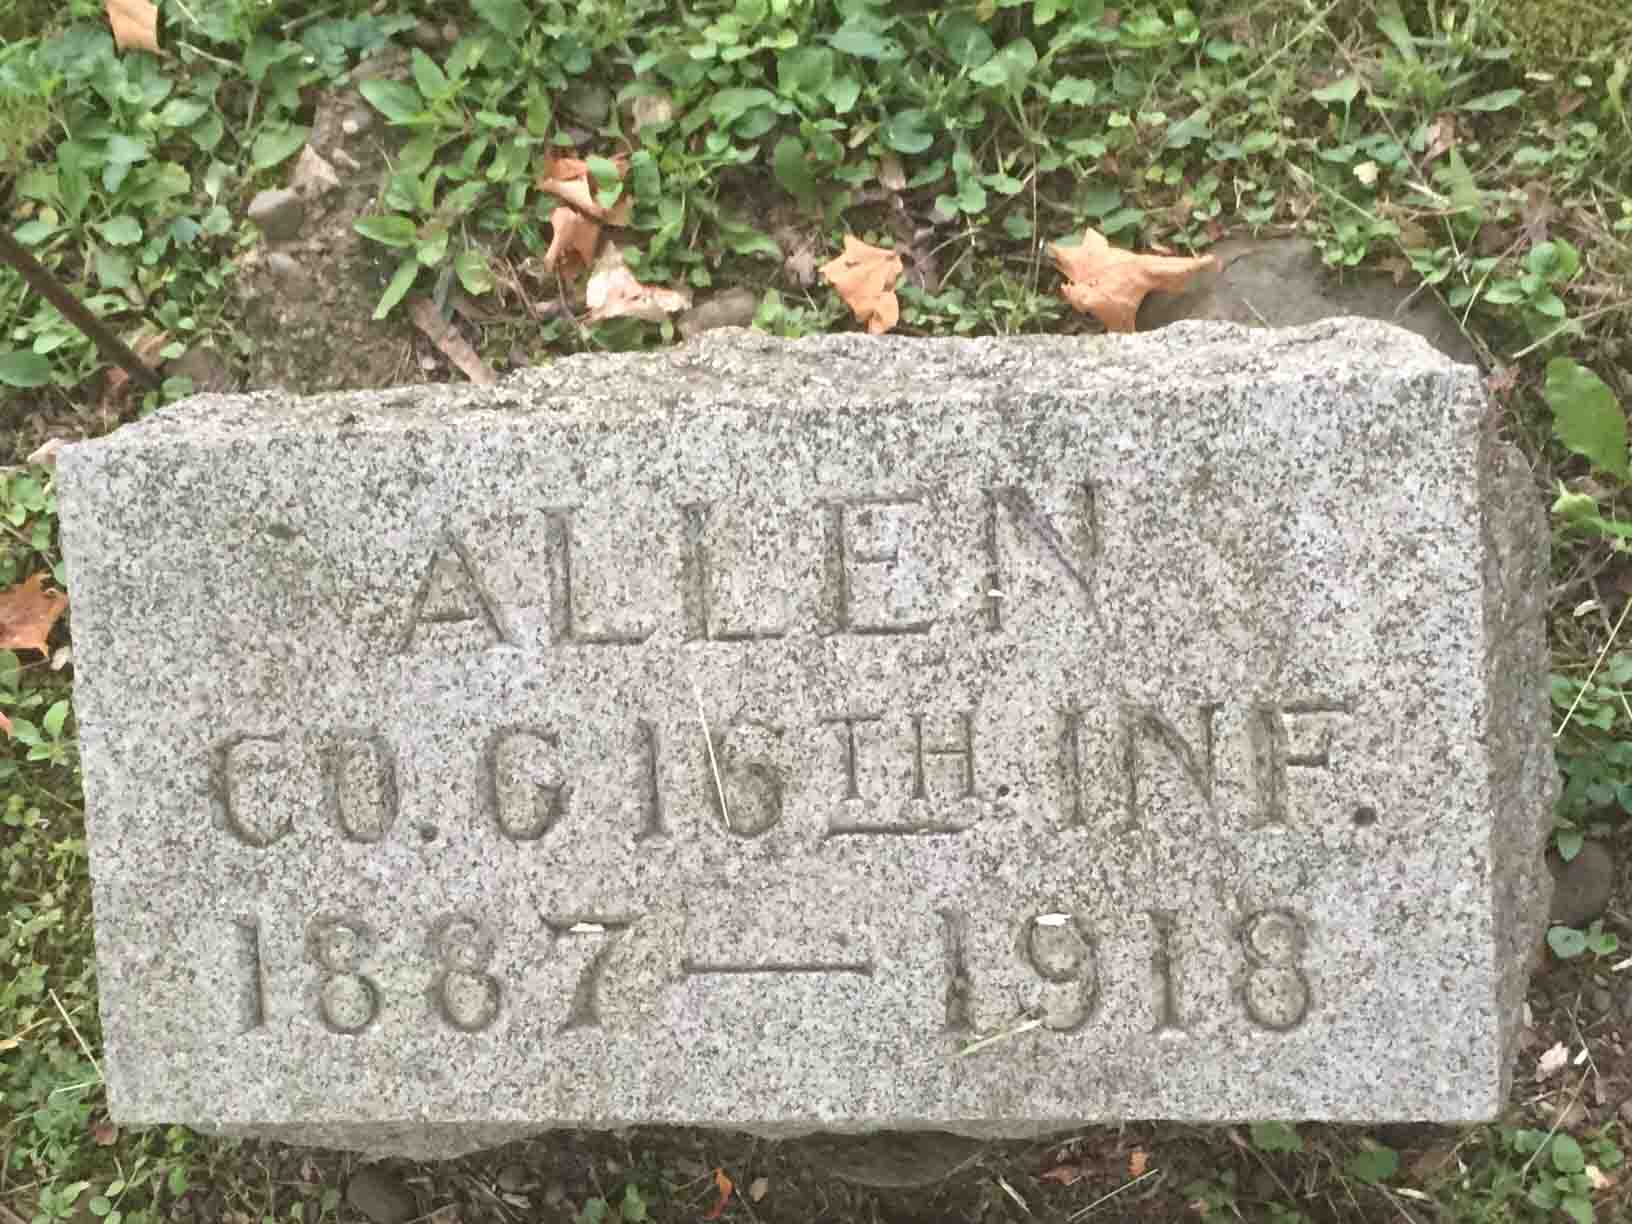 ALLEN
CO. G 16TH. INF.
1887—1918